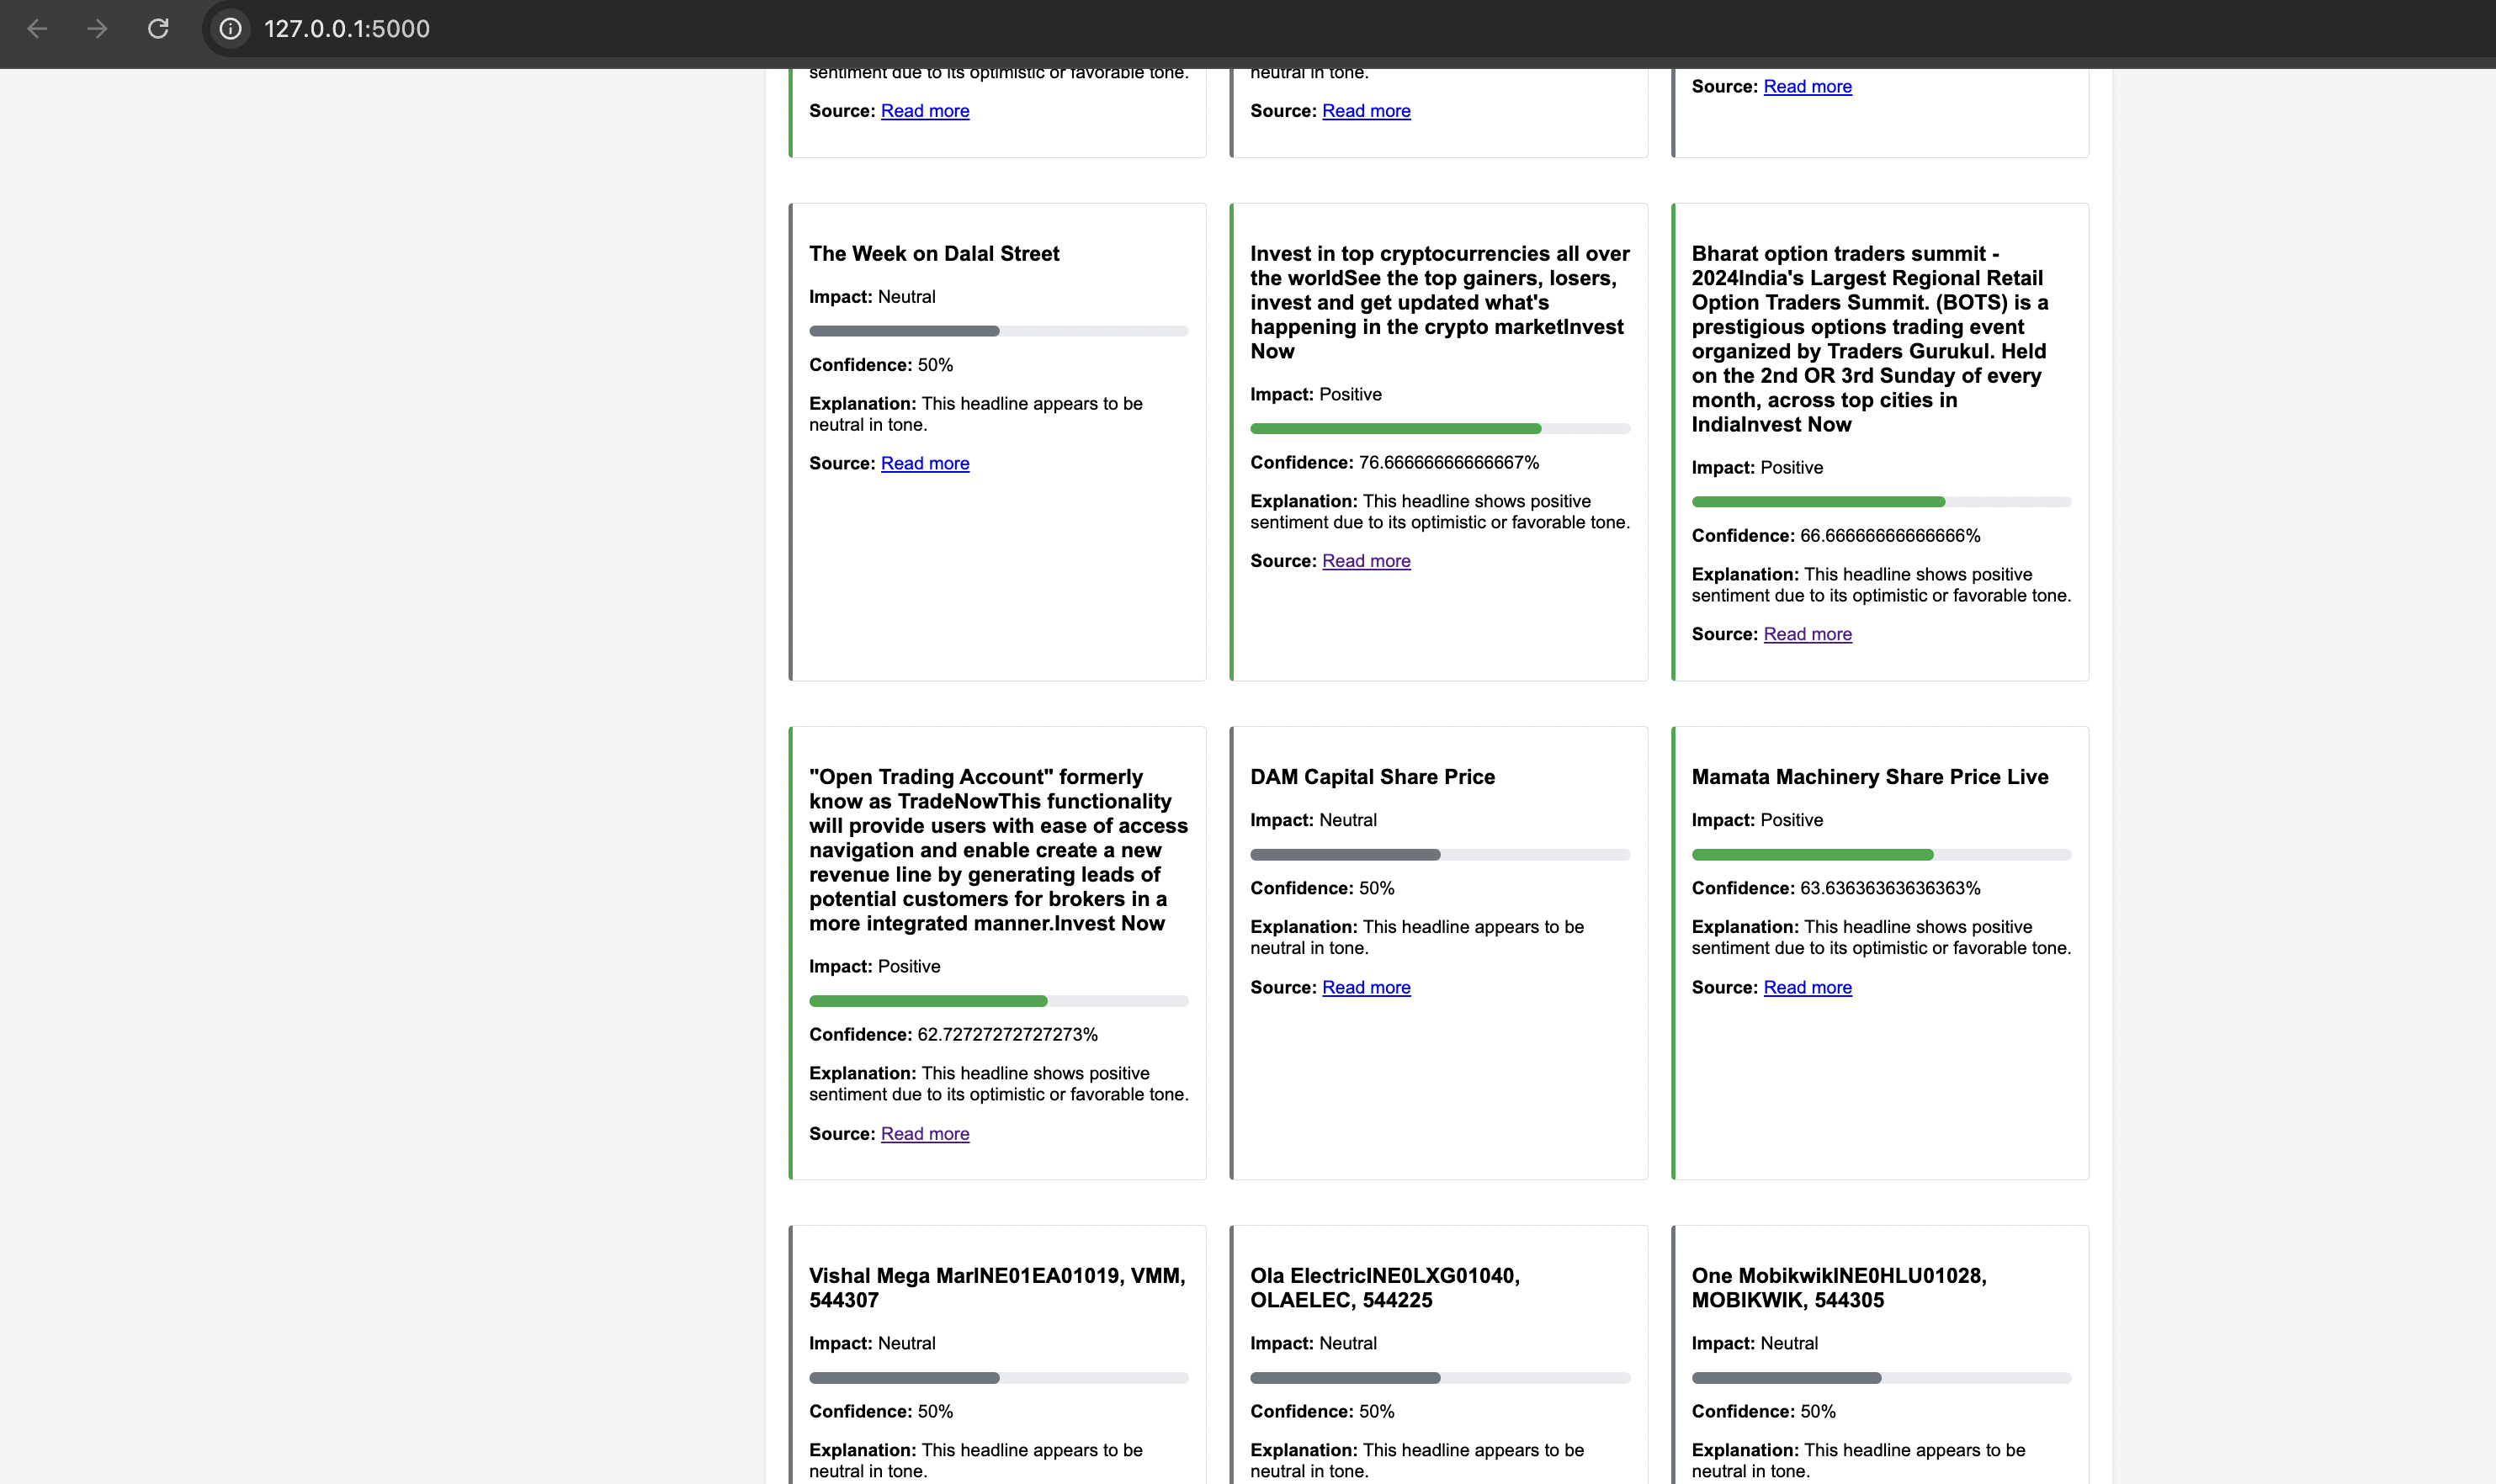 127.0.0.1:5000
sentiment due to its optimistic or favorable tone.
Source: Read more
neutral in tone.
Source: Read more
Source: Read more
The Week on Dalal Street
Impact: Neutral
Confidence: 50%
Explanation: This headline appears to be
neutral in tone.
Source: Read more
Invest in top cryptocurrencies all over
the worldSee the top gainers, losers,
invest and get updated what's
happening in the crypto marketInvest
Now
Impact: Positive
Confidence: 76.66666666666667%
Explanation: This headline shows positive
sentiment due to its optimistic or favorable tone.
Source: Read more
Bharat option traders summit -
2024India's Largest Regional Retail
Option Traders Summit. (BOTS) is a
prestigious options trading event
organized by Traders Gurukul. Held
on the 2nd OR 3rd Sunday of every
month, across top cities in
IndiaInvest Now
Impact: Positive
Confidence: 66.66666666666666%
Explanation: This headline shows positive
sentiment due to its optimistic or favorable tone.
Source: Read more
"Open Trading Account" formerly
know as TradeNowThis functionality
will provide users with ease of access
navigation and enable create a new
revenue line by generating leads of
potential customers for brokers in a
more integrated manner.Invest Now
Impact: Positive
Confidence: 62.72727272727273%
Explanation: This headline shows positive
sentiment due to its optimistic or favorable tone.
Source: Read more
DAM Capital Share Price
Impact: Neutral
Confidence: 50%
Explanation: This headline appears to be
neutral in tone.
Source: Read more
Mamata Machinery Share Price Live
Impact: Positive
Confidence: 63.63636363636363%
Explanation: This headline shows positive
sentiment due to its optimistic or favorable tone.
Source: Read more
Vishal Mega MarINE01EA01019, VMM,
544307
Impact: Neutral
Confidence: 50%
Explanation: This headline appears to be
neutral in tone.
Ola ElectricINE0LXG01040,
OLAELEC, 544225
Impact: Neutral
Confidence: 50%
Explanation: This headline appears to be
neutral in tone.
One MobikwikINE0HLU01028,
MOBIKWIK, 544305
Impact: Neutral
Confidence: 50%
Explanation: This headline appears to be
neutral in tone.